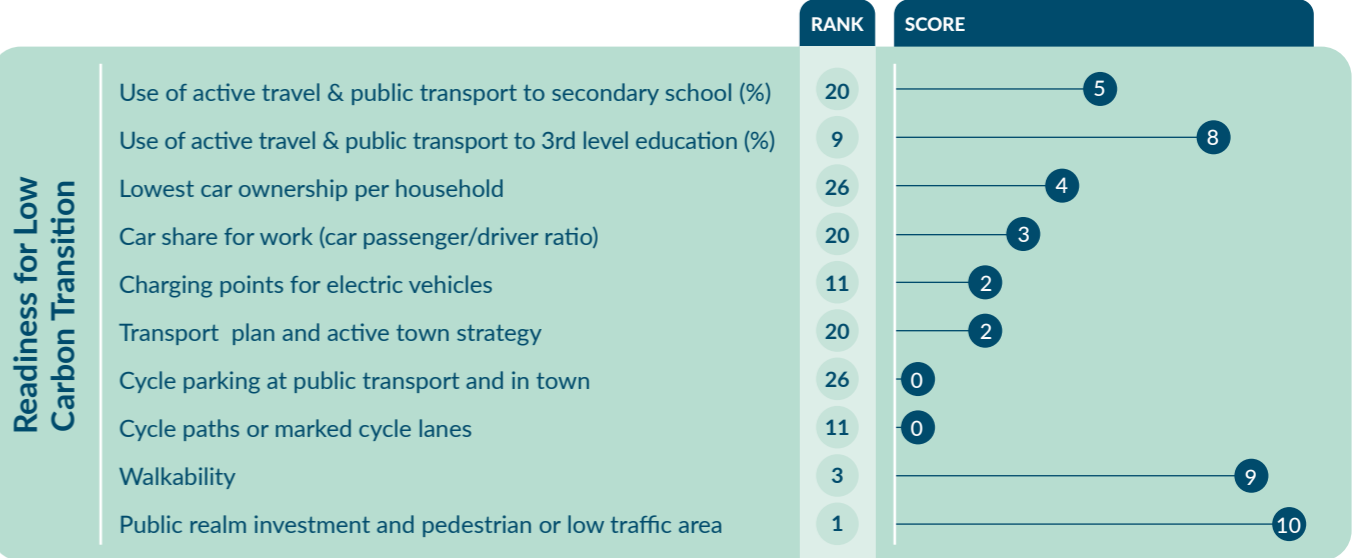 RANK SCORE
Readiness for Low
Carbon Transition
Use of active travel & public transport to secondary school (%) 20 5
Use of active travel & public transport to 3rd level education (%) 9 8
Lowest car ownership per household 26 4
Car share for work (car passenger/driver ratio) 20 3
Charging points for electric vehicles 11 2
Transport plan and active town strategy 20 2
Cycle parking at public transport and in town 26 0
Cycle paths or marked cycle lanes 11 0
Walkability 3 9
Public realm investment and pedestrian or low traffic area 1 10